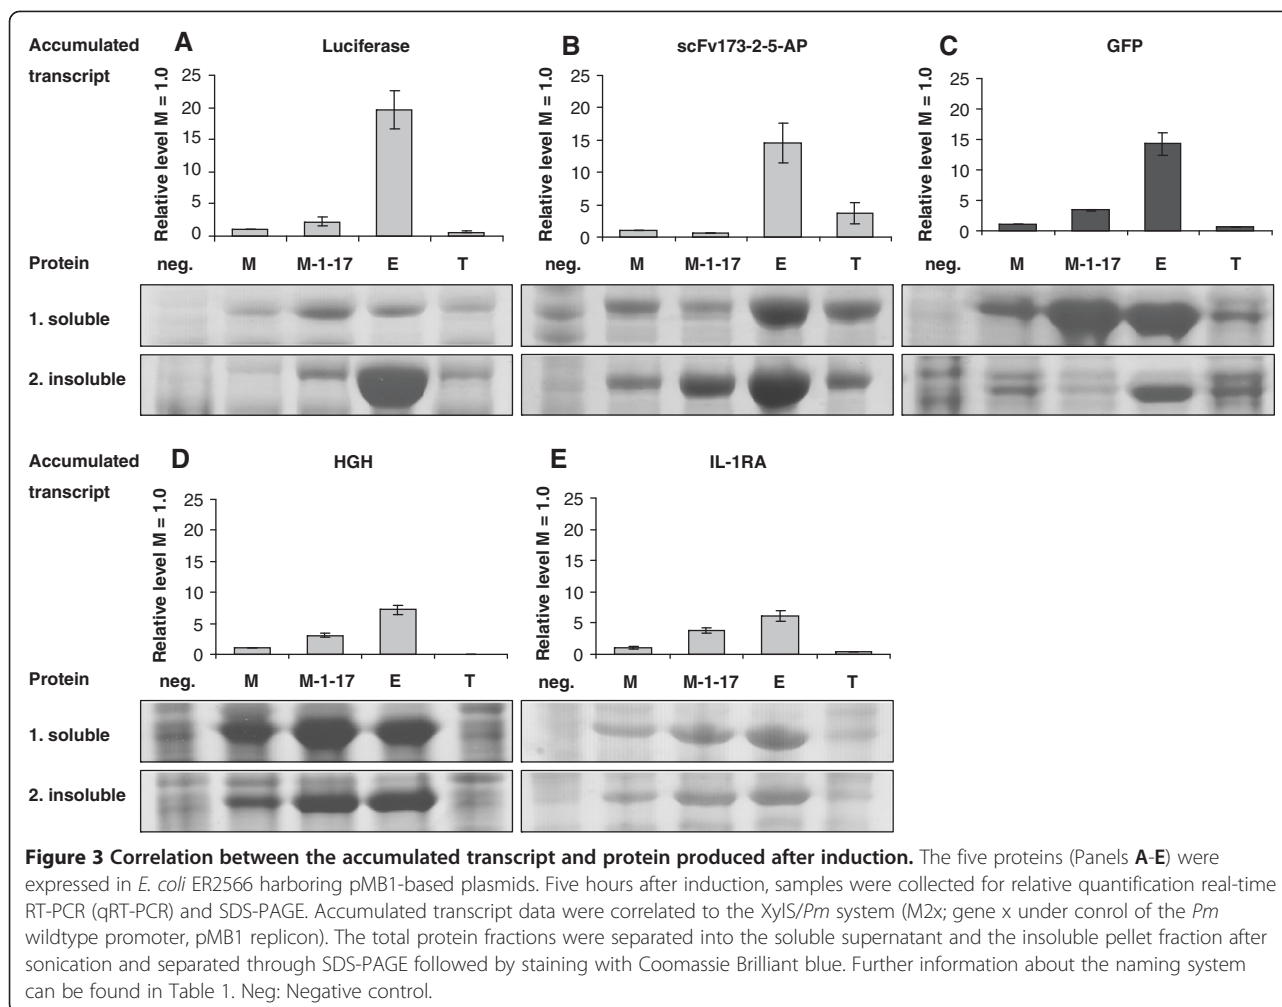 Accumulated transcript
A Luciferase
B scFv173-2-5-AP
C GFP
Relative level M = 1.0
25
20
15
10
5
0
Relative level M = 1.0
25
20
15
10
5
0
Relative level M = 1.0
25
20
15
10
5
0
Protein neg. M M-1-17 E T neg. M M-1-17 E T neg. M M-1-17 E T
1. soluble
2. insoluble
Accumulated transcript
D HGH
E IL-1RA
Relative level M = 1.0
25
20
15
10
5
0
Relative level M = 1.0
25
20
15
10
5
0
Protein neg. M M-1-17 E T neg. M M-1-17 E T
1. soluble
2. insoluble
Figure 3 Correlation between the accumulated transcript and protein produced after induction. The five proteins (Panels A-E) were
expressed in E. coli ER2566 harboring pMB1-based plasmids. Five hours after induction, samples were collected for relative quantification real-time
RT-PCR (qRT-PCR) and SDS-PAGE. Accumulated transcript data were correlated to the XylS/Pm system (M2x; gene x under conrol of the Pm
wildtype promoter, pMB1 replicon). The total protein fractions were separated into the soluble supernatant and the insoluble pellet fraction after
sonication and separated through SDS-PAGE followed by staining with Coomassie Brilliant blue. Further information about the naming system
can be found in Table 1. Neg: Negative control.